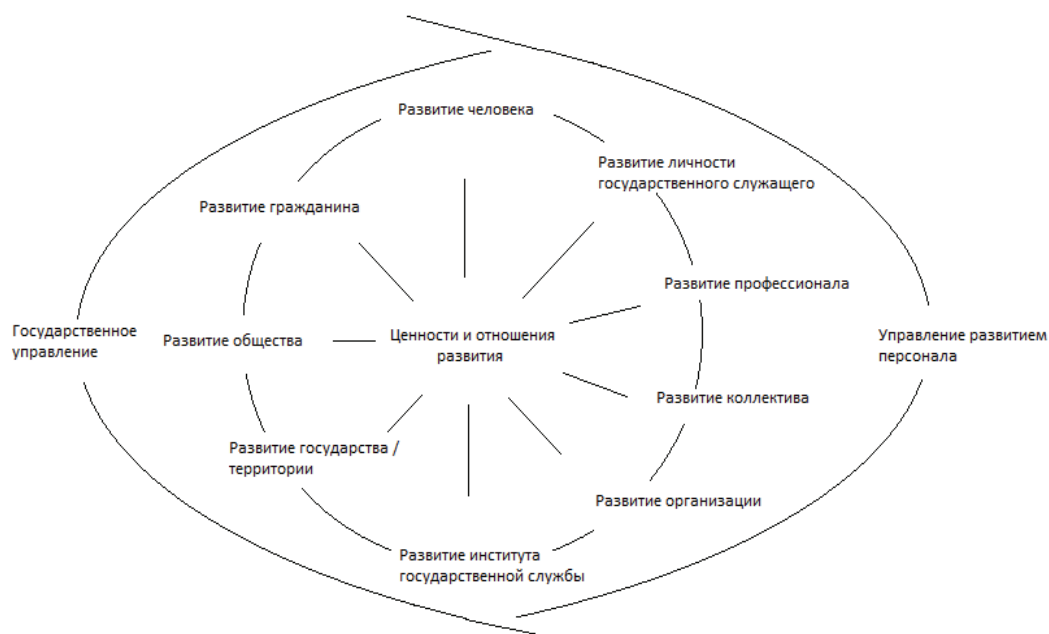 Развитие человека
Развитие личности
государственного служащего
Развитие гражданина
Развитие профессионала
Государственное
управление
Развитие общества
Ценности и отношения
развития
Управление развитием
персонала
Развитие коллектива
Развитие государства /
территории
Развитие организации
Развитие института
государственной службы